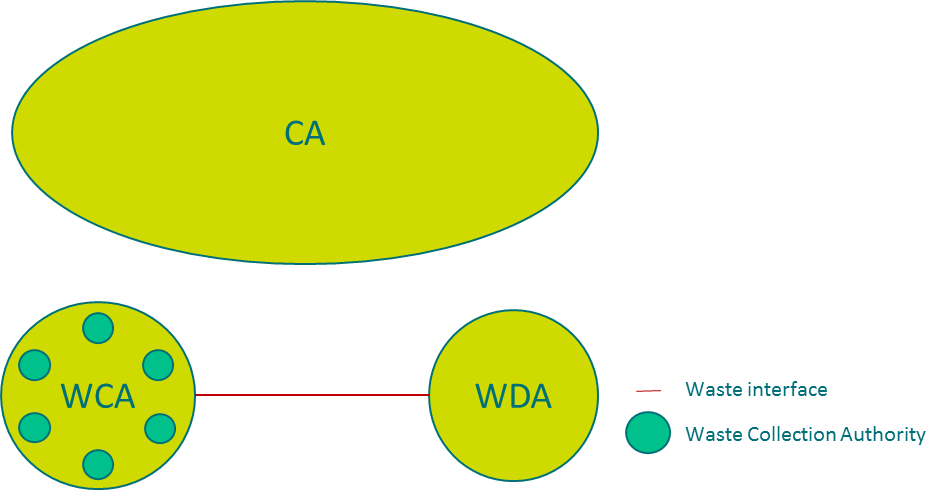 CA
WCA
WDA
Waste interface
Waste Collection Authority